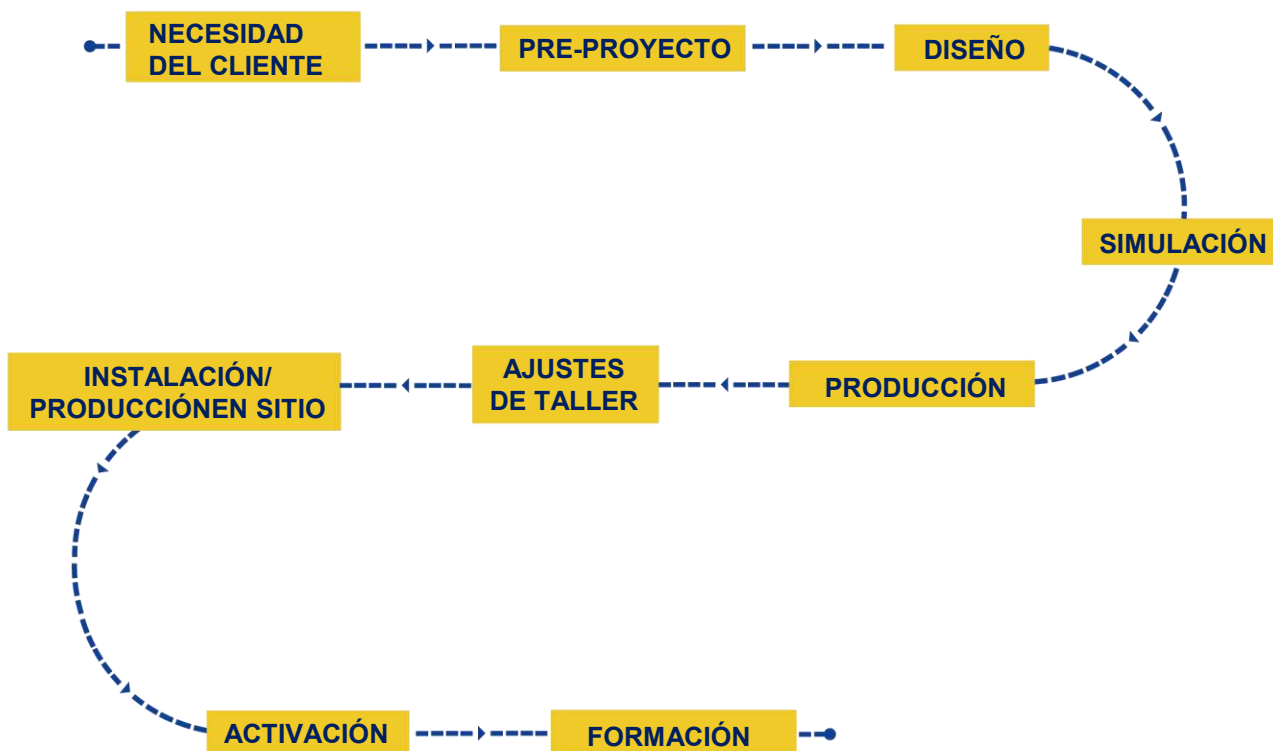 NECESIDAD
DEL CLIENTE
PRE-PROYECTO
DISEÑO
SIMULACIÓN
PRODUCCIÓN
AJUSTES
DE TALLER
INSTALACIÓN/
PRODUCCIÓNEN SITIO
ACTIVACIÓN
FORMACIÓN